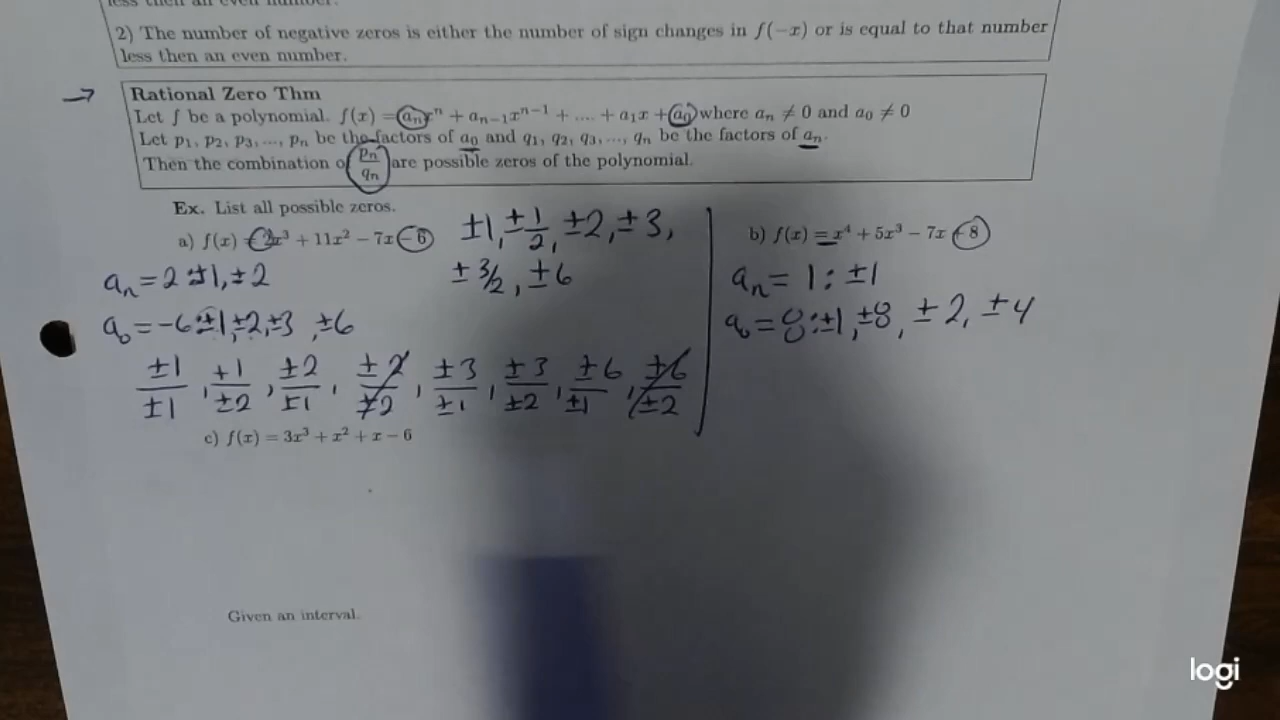 less then an even number.
2) The number of negative zeros is either the number of sign changes in f(−x) or is equal to that number
less then an even number.
→ Rational Zero Thm
Let f be a polynomial. f(x) = aₙxⁿ + aₙ₋₁xⁿ⁻¹ + .... + a₁x + a₀ where aₙ ≠ 0 and a₀ ≠ 0
Let p₁, p₂, p₃, ..., pₙ be the factors of a₀ and q₁, q₂, q₃, ..., qₙ be the factors of aₙ.
Then the combination of pₙ/qₙ are possible zeros of the polynomial.
Ex. List all possible zeros.
a) f(x) = 2x³ + 11x² − 7x − 6
±1, ±1/2, ±2, ±3,
±3/2, ±6
aₙ = 2 : ±1, ±2
a₀ = −6 : ±1, ±2, ±3, ±6
±1/±1, ±1/±2, ±2/±1, ±2/±2, ±3/±1, ±3/±2, ±6/±1, ±6/±2
b) f(x) = x⁴ + 5x³ − 7x − 8
aₙ = 1 : ±1
a₀ = 8 : ±1, ±8, ±2, ±4
c) f(x) = 3x³ + x² + x − 6
Given an interval.
logi